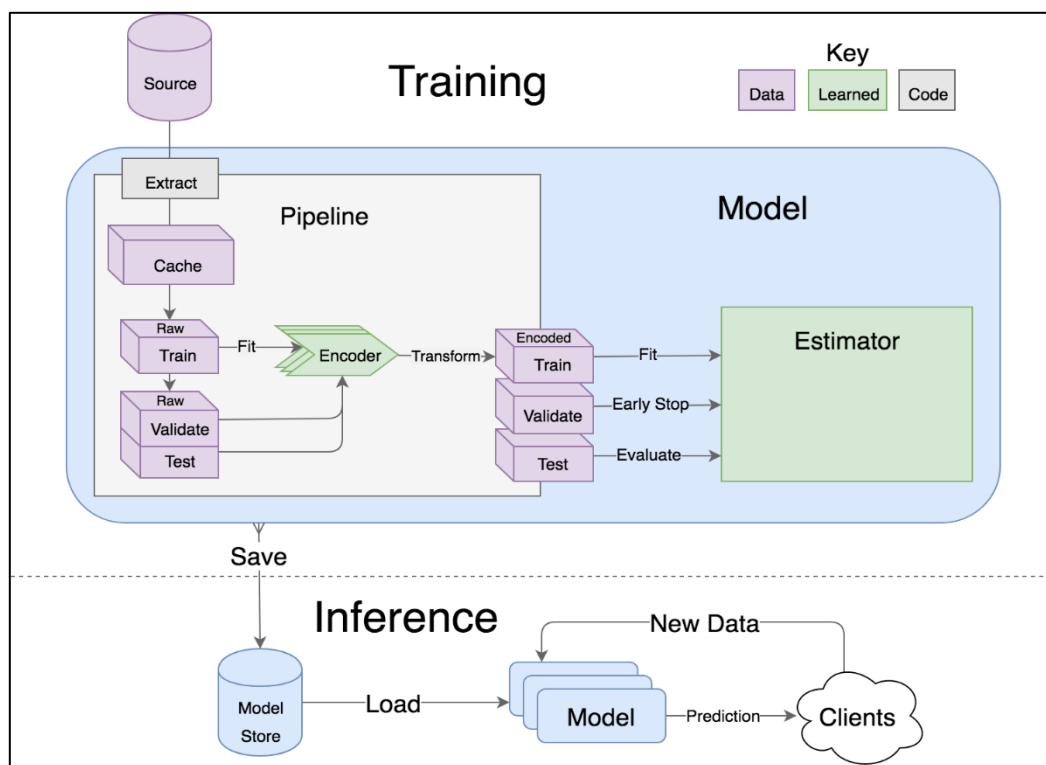 Source
Training
Key
Data
Learned
Code
Extract
Pipeline
Model
Cache
Raw
Train
Fit
Encoder
Transform
Encoded
Train
Fit
Estimator
Raw
Validate
Validate
Early Stop
Test
Test
Evaluate
Save
Inference
New Data
Model
Store
Load
Model
Prediction
Clients